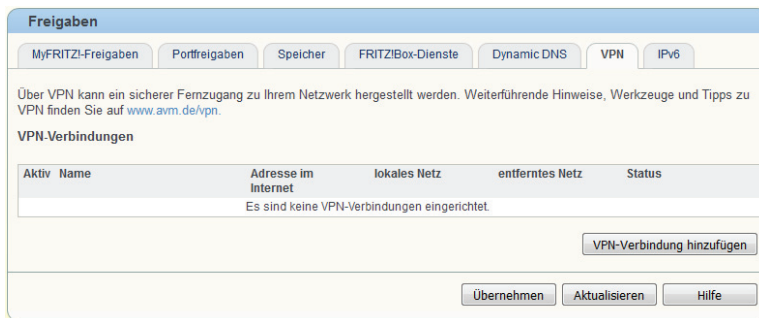 Freigaben
MyFRITZ!-Freigaben Portfreigaben Speicher FRITZ!Box-Dienste Dynamic DNS VPN IPv6
Über VPN kann ein sicherer Fernzugang zu Ihrem Netzwerk hergestellt werden. Weiterführende Hinweise, Werkzeuge und Tipps zu
VPN finden Sie auf www.avm.de/vpn.
VPN-Verbindungen
Aktiv Name Adresse im Internet lokales Netz entferntes Netz Status
Es sind keine VPN-Verbindungen eingerichtet.
VPN-Verbindung hinzufügen
Übernehmen Aktualisieren Hilfe